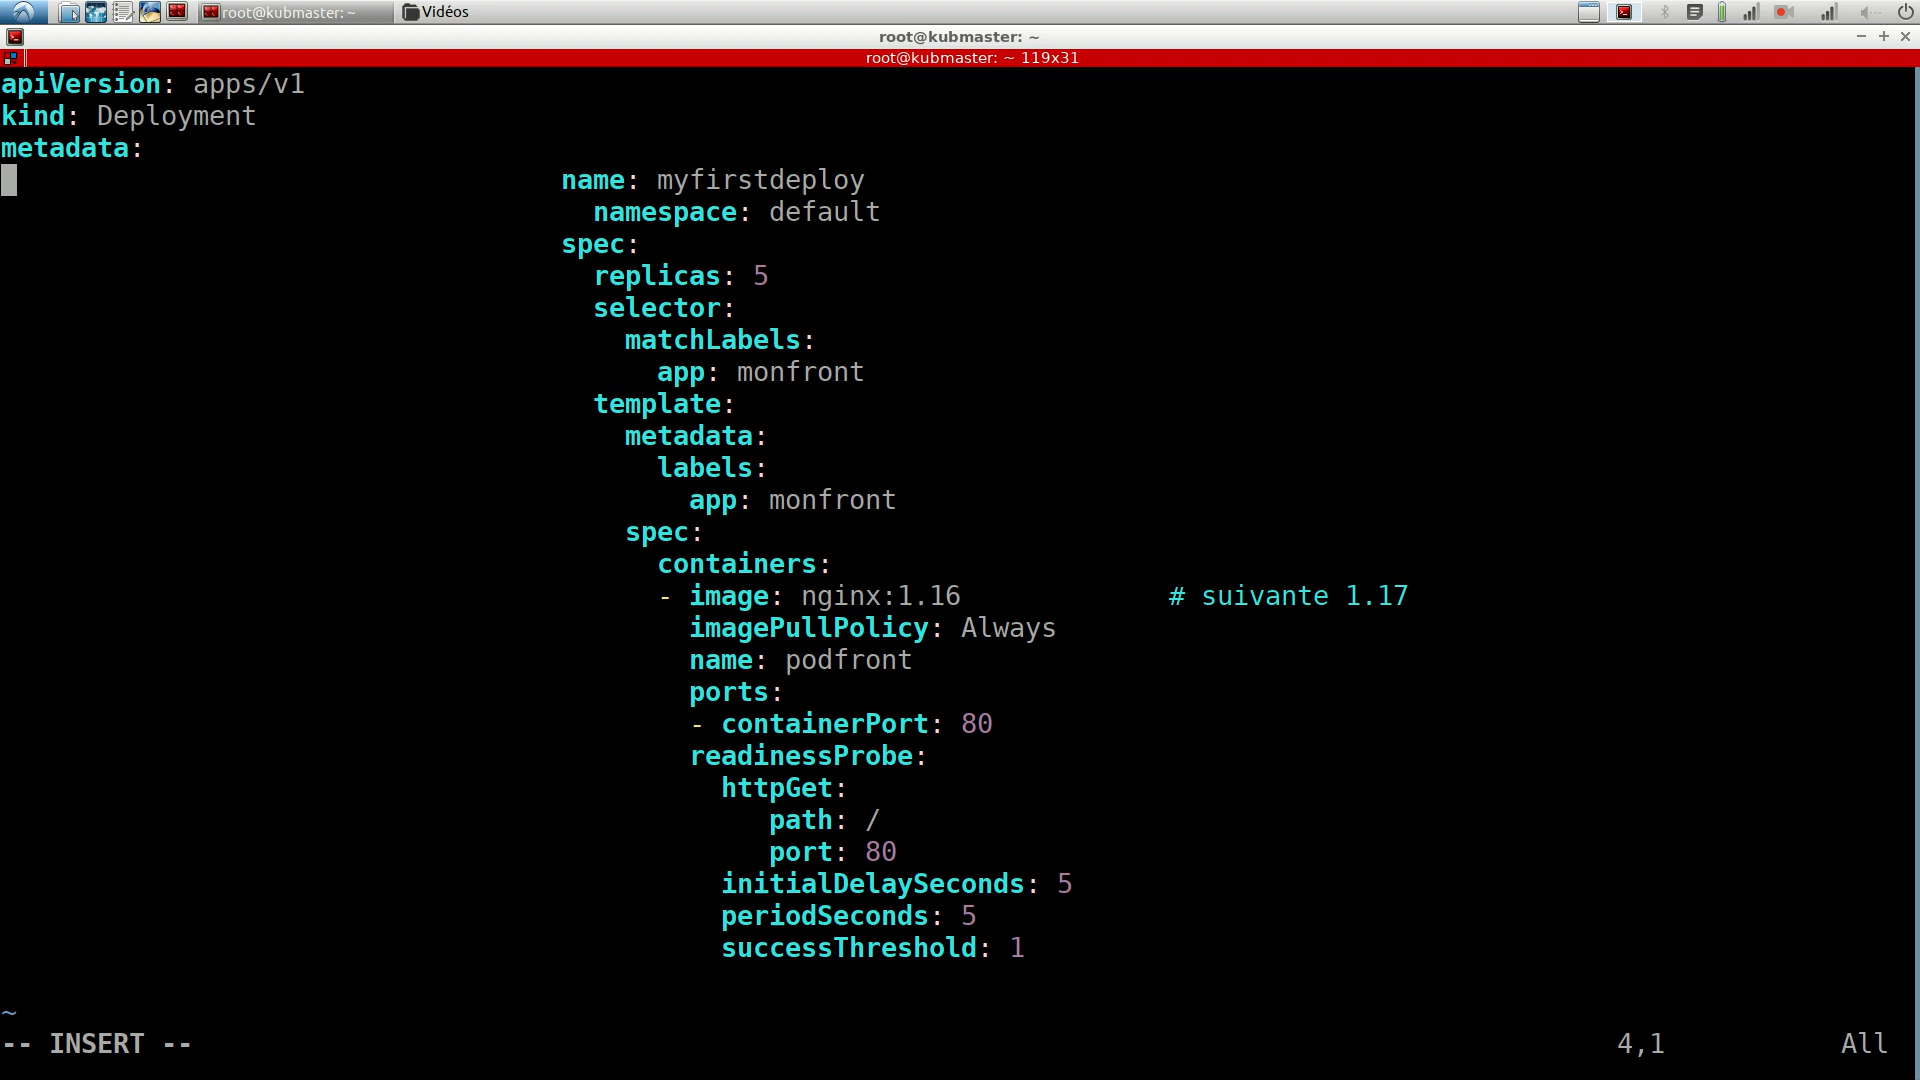 root@kubmaster: ~
Vidéos
root@kubmaster: ~
root@kubmaster: ~ 119x31
apiVersion: apps/v1
kind: Deployment
metadata:
name: myfirstdeploy
namespace: default
spec:
replicas: 5
selector:
matchLabels:
app: monfront
template:
metadata:
labels:
app: monfront
spec:
containers:
- image: nginx:1.16 # suivante 1.17
imagePullPolicy: Always
name: podfront
ports:
- containerPort: 80
readinessProbe:
httpGet:
path: /
port: 80
initialDelaySeconds: 5
periodSeconds: 5
successThreshold: 1
~
-- INSERT -- 4,1 All